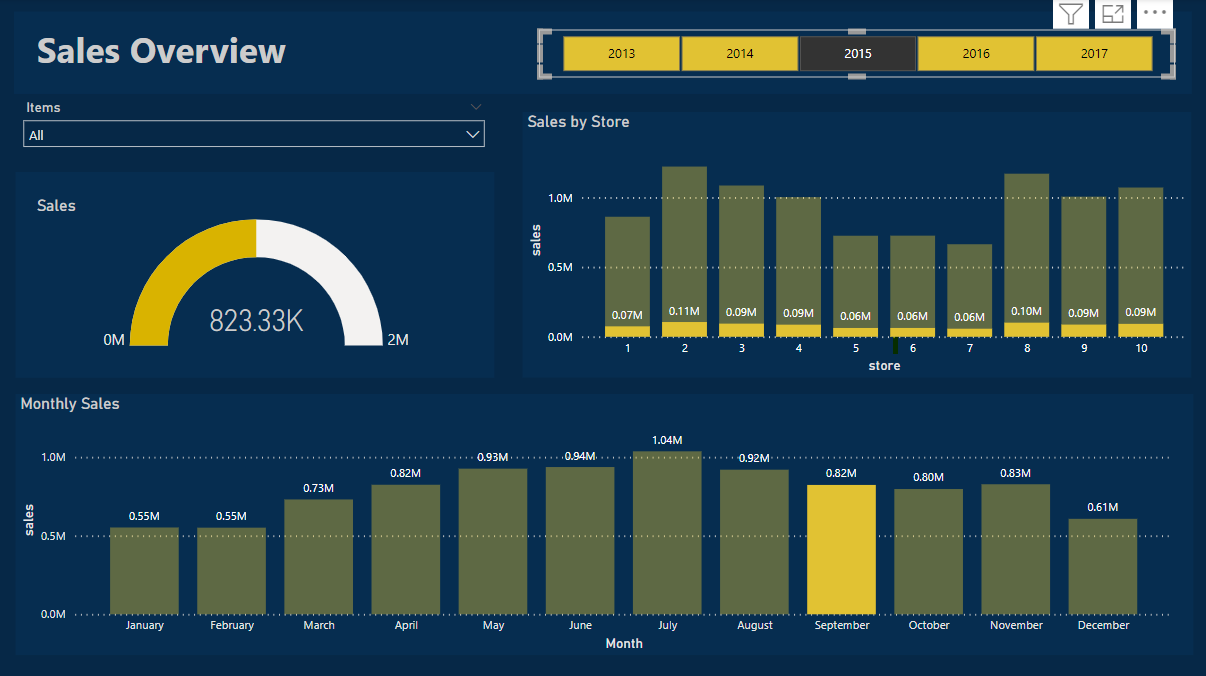 Sales Overview
2013 2014 2015 2016 2017
Items
All
Sales
823.33K
0M 2M
Sales by Store
sales
1.0M
0.5M
0.0M
0.07M 0.11M 0.09M 0.09M 0.06M 0.06M 0.06M 0.10M 0.09M 0.09M
1 2 3 4 5 6 7 8 9 10
store
Monthly Sales
sales
1.0M
0.5M
0.0M
0.55M 0.55M 0.73M 0.82M 0.93M 0.94M 1.04M 0.92M 0.82M 0.80M 0.83M 0.61M
January February March April May June July August September October November December
Month